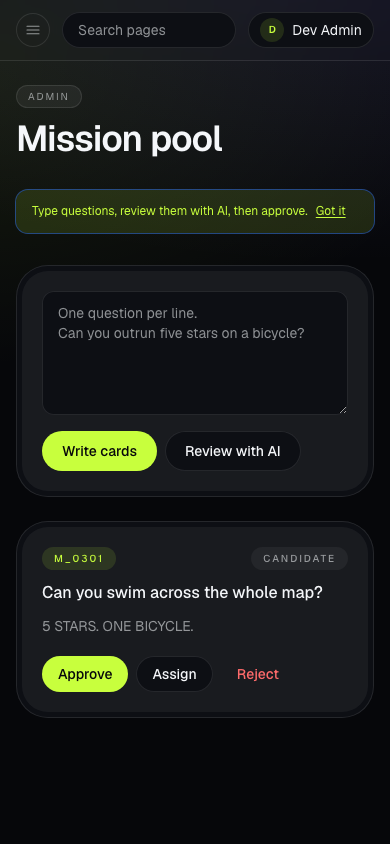 Search pages
D
Dev Admin
ADMIN
Mission pool
Type questions, review them with AI, then approve. Got it
One question per line.
Can you outrun five stars on a bicycle?
Write cards
Review with AI
M_0301
CANDIDATE
Can you swim across the whole map?
5 STARS. ONE BICYCLE.
Approve
Assign
Reject